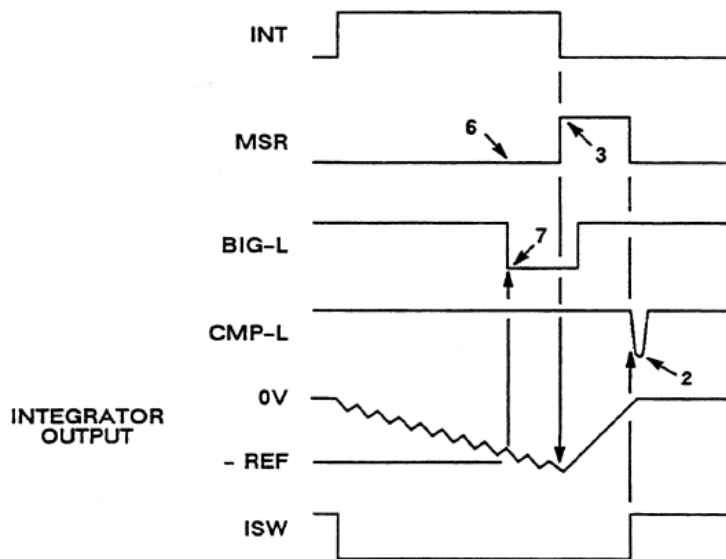 INT
6
MSR
3
BIG-L
7
CMP-L
2
0V
INTEGRATOR
OUTPUT
- REF
ISW